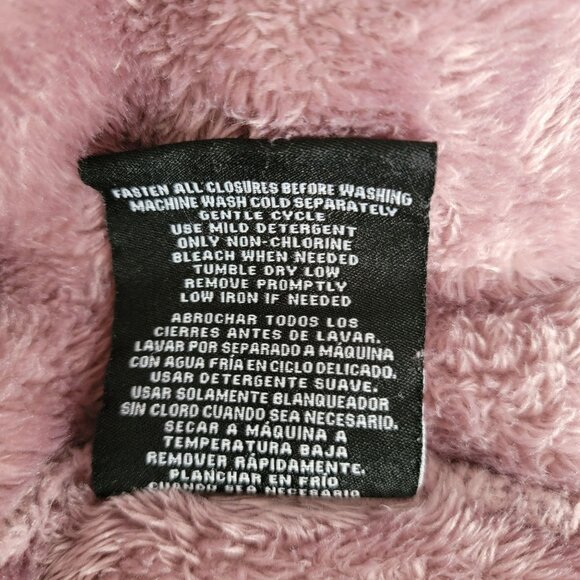 FASTEN ALL CLOSURES BEFORE WASHING
MACHINE WASH COLD SEPARATELY
GENTLE CYCLE
USE MILD DETERGENT
ONLY NON-CHLORINE
BLEACH WHEN NEEDED
TUMBLE DRY LOW
REMOVE PROMPTLY
LOW IRON IF NEEDED
ABROCHAR TODOS LOS
CIERRES ANTES DE LAVAR.
LAVAR POR SEPARADO A MÁQUINA
CON AGUA FRÍA EN CICLO DELICADO.
USAR DETERGENTE SUAVE.
USAR SOLAMENTE BLANQUEADOR
SIN CLORO CUANDO SEA NECESARIO.
SECAR A MÁQUINA A
TEMPERATURA BAJA
REMOVER RÁPIDAMENTE.
PLANCHAR EN FRÍO
CUANDO SEA NECESARIO